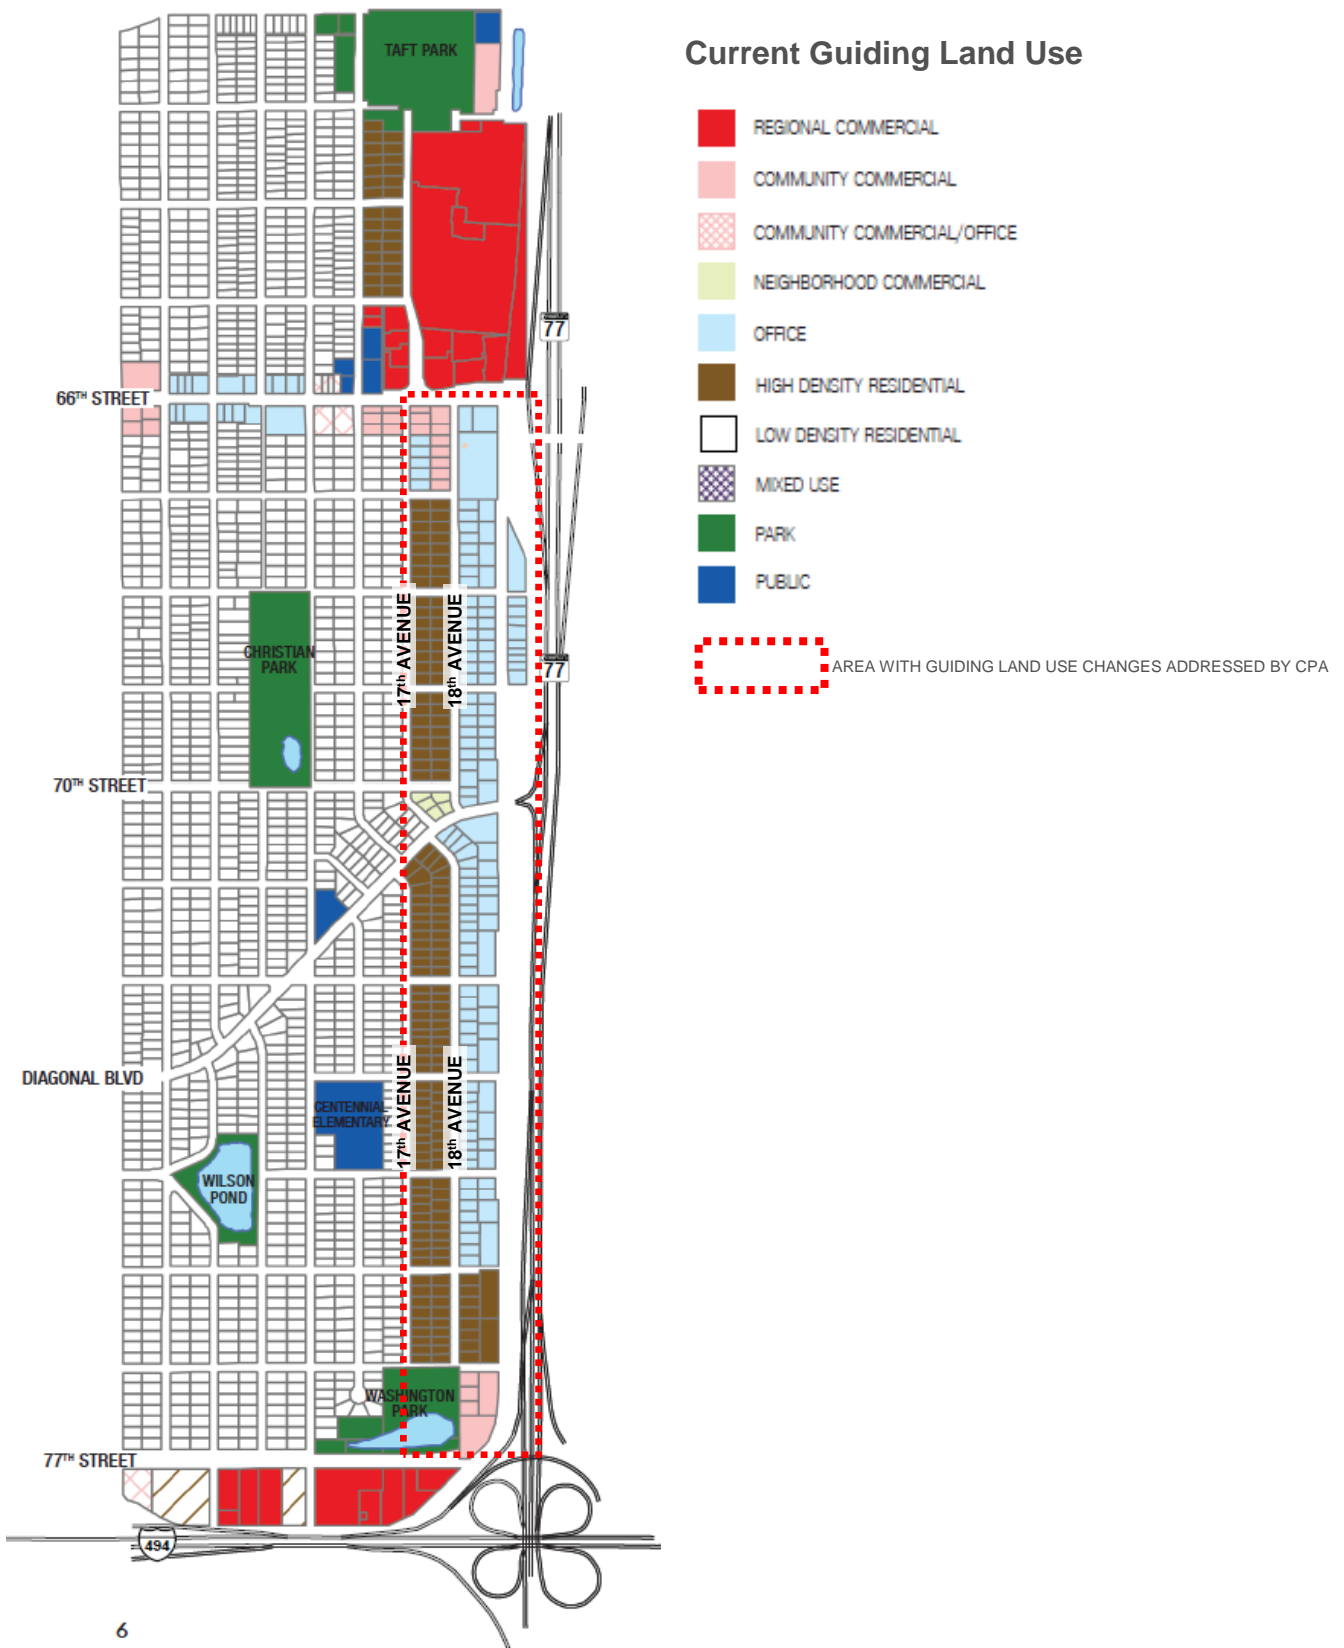 Current Guiding Land Use
TAFT PARK
REGIONAL COMMERCIAL
COMMUNITY COMMERCIAL
COMMUNITY COMMERCIAL/OFFICE
NEIGHBORHOOD COMMERCIAL
OFFICE
HIGH DENSITY RESIDENTIAL
LOW DENSITY RESIDENTIAL
MIXED USE
PARK
PUBLIC
AREA WITH GUIDING LAND USE CHANGES ADDRESSED BY CPA
77
66TH STREET
17th AVENUE
18th AVENUE
CHRISTIAN
PARK
77
70TH STREET
DIAGONAL BLVD
17th AVENUE
18th AVENUE
CENTENNIAL
ELEMENTARY
WILSON
POND
WASHINGTON
PARK
77TH STREET
494
6